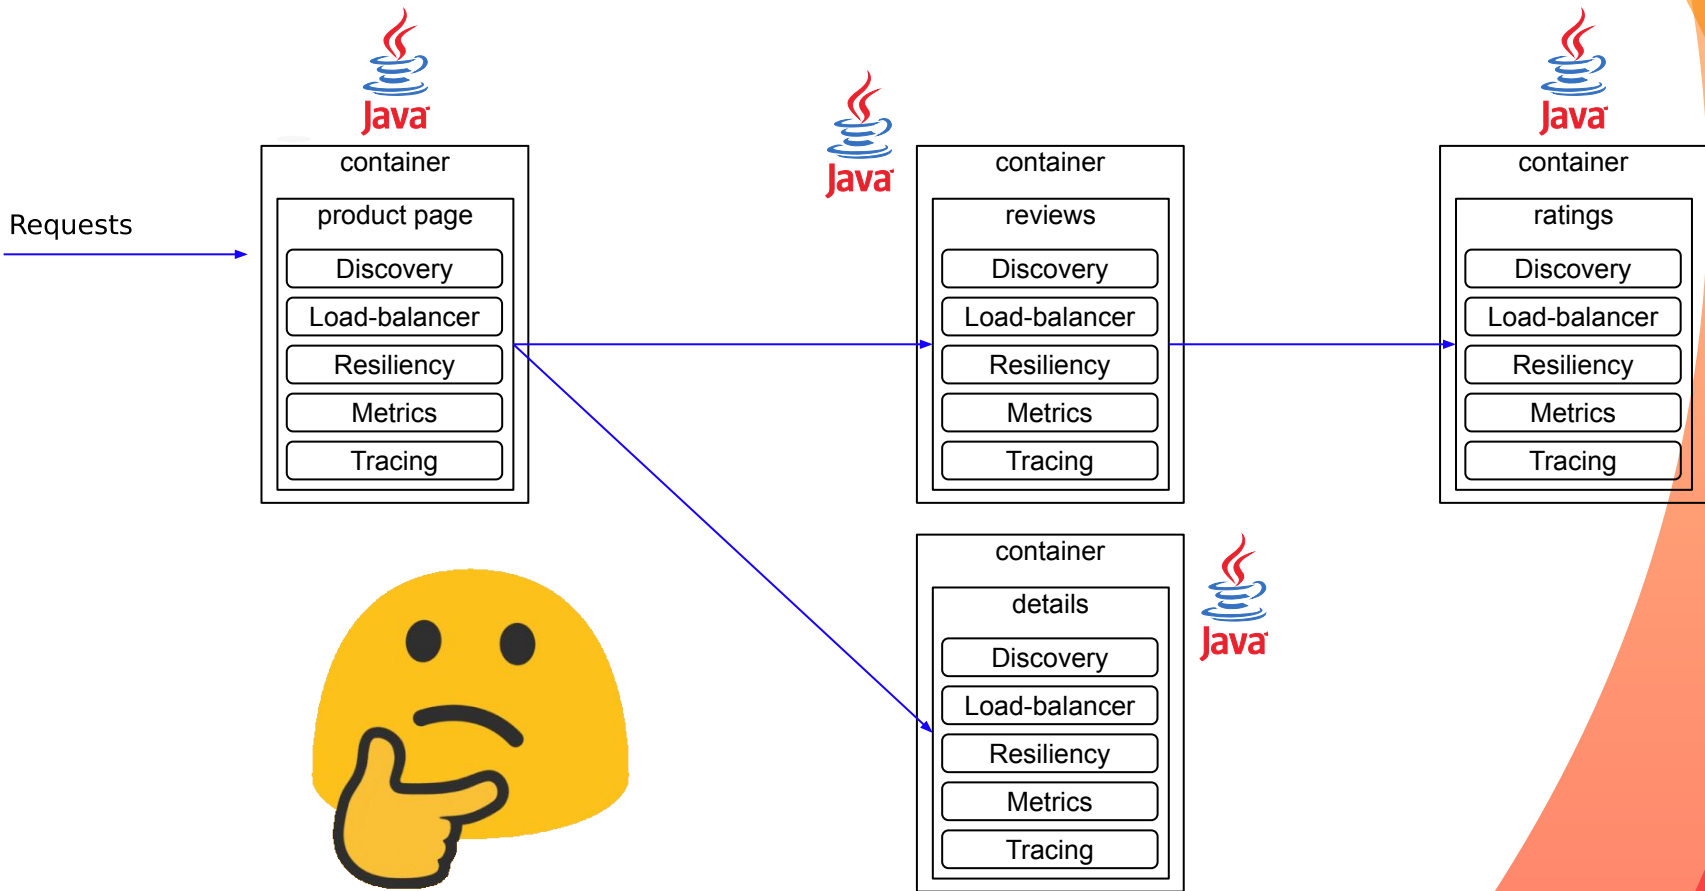 Java
container
product page
Discovery
Load-balancer
Resiliency
Metrics
Tracing
Requests
Java
container
reviews
Discovery
Load-balancer
Resiliency
Metrics
Tracing
Java
container
ratings
Discovery
Load-balancer
Resiliency
Metrics
Tracing
container
details
Discovery
Load-balancer
Resiliency
Metrics
Tracing
Java